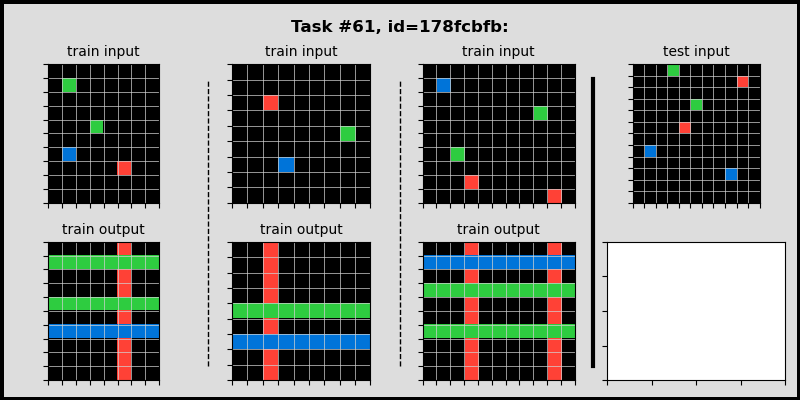 Task #61, id=178fcbfb:
train input
train input
train input
test input
train output
train output
train output